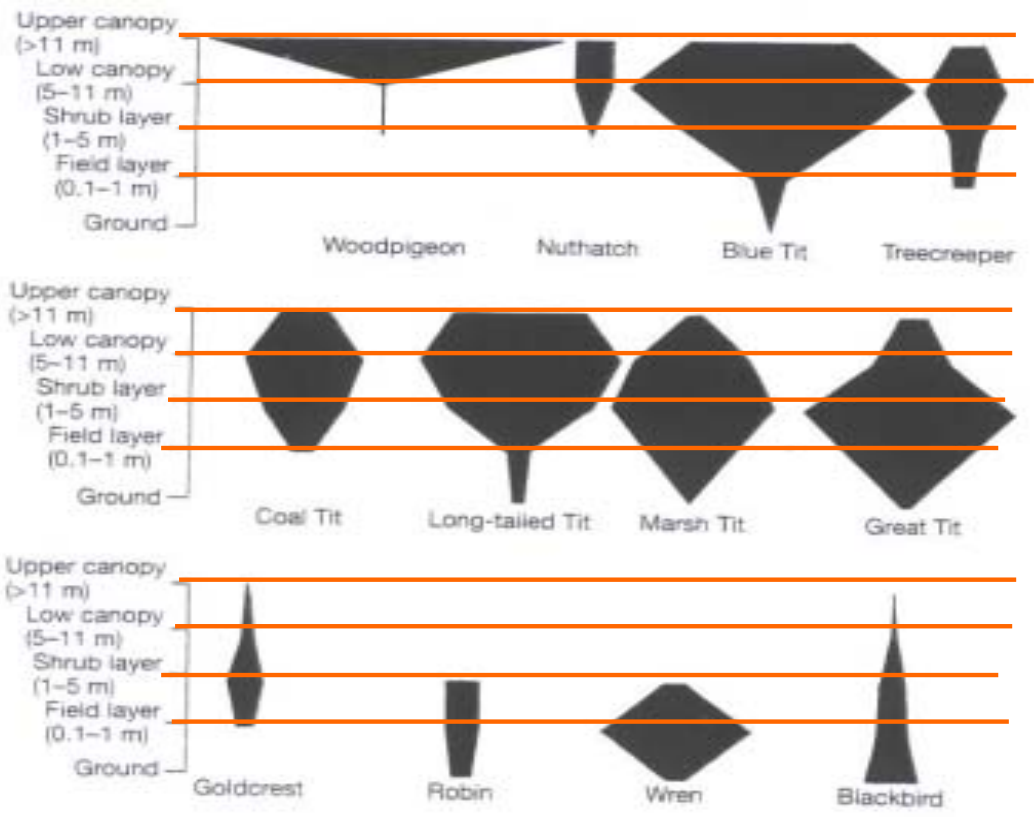 Upper canopy
(>11 m)
Low canopy
(5–11 m)
Shrub layer
(1–5 m)
Field layer
(0.1–1 m)
Ground
Woodpigeon
Nuthatch
Blue Tit
Treecreeper
Upper canopy
(>11 m)
Low canopy
(5–11 m)
Shrub layer
(1–5 m)
Field layer
(0.1–1 m)
Ground
Coal Tit
Long-tailed Tit
Marsh Tit
Great Tit
Upper canopy
(>11 m)
Low canopy
(5–11 m)
Shrub layer
(1–5 m)
Field layer
(0.1–1 m)
Ground
Goldcrest
Robin
Wren
Blackbird